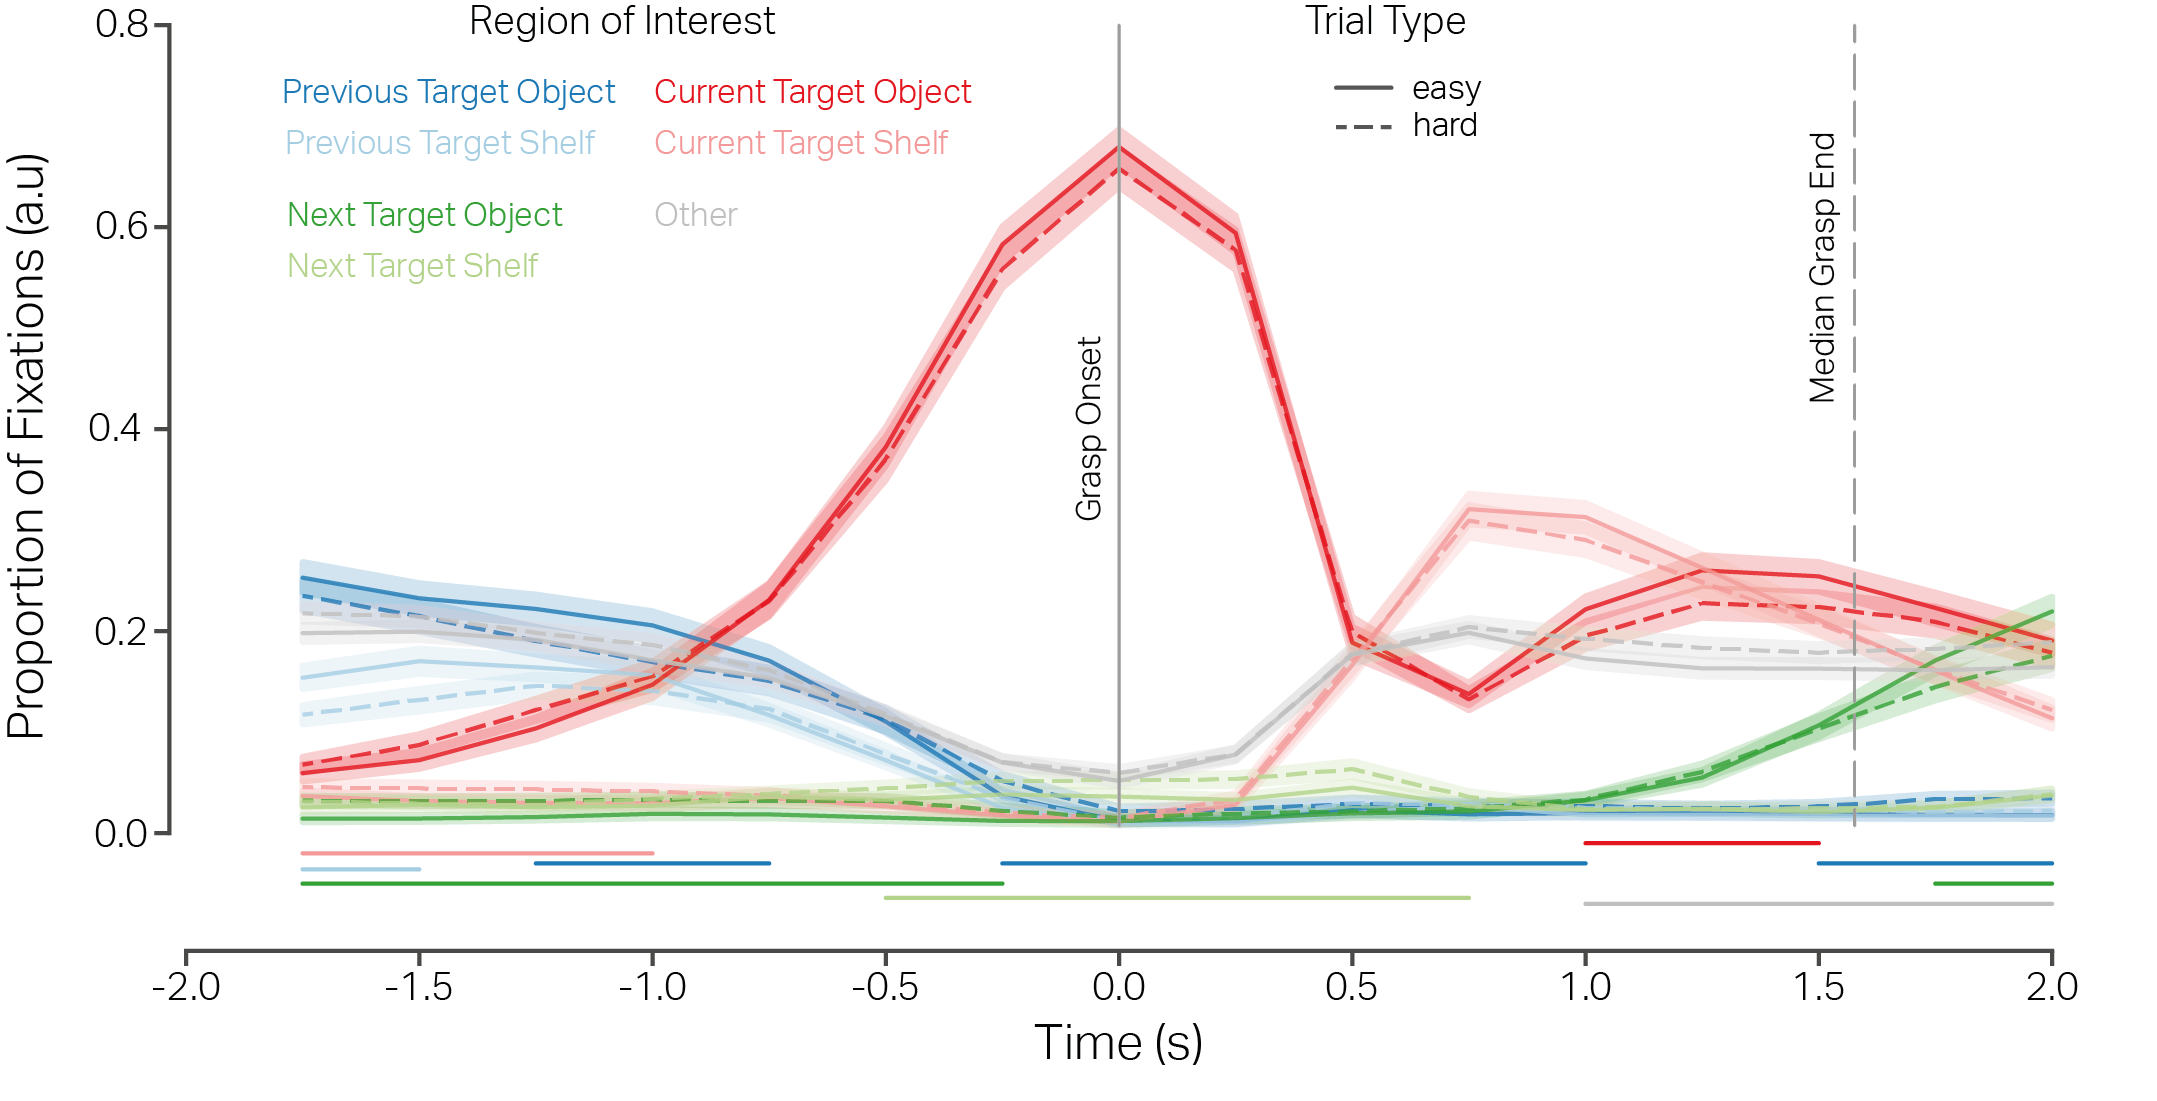 Region of Interest
Trial Type
Previous Target Object
Current Target Object
Previous Target Shelf
Current Target Shelf
Next Target Object
Other
Next Target Shelf
easy
hard
Proportion of Fixations (a.u)
0.8
0.6
0.4
0.2
0.0
Grasp Onset
Median Grasp End
-2.0
-1.5
-1.0
-0.5
0.0
0.5
1.0
1.5
2.0
Time (s)